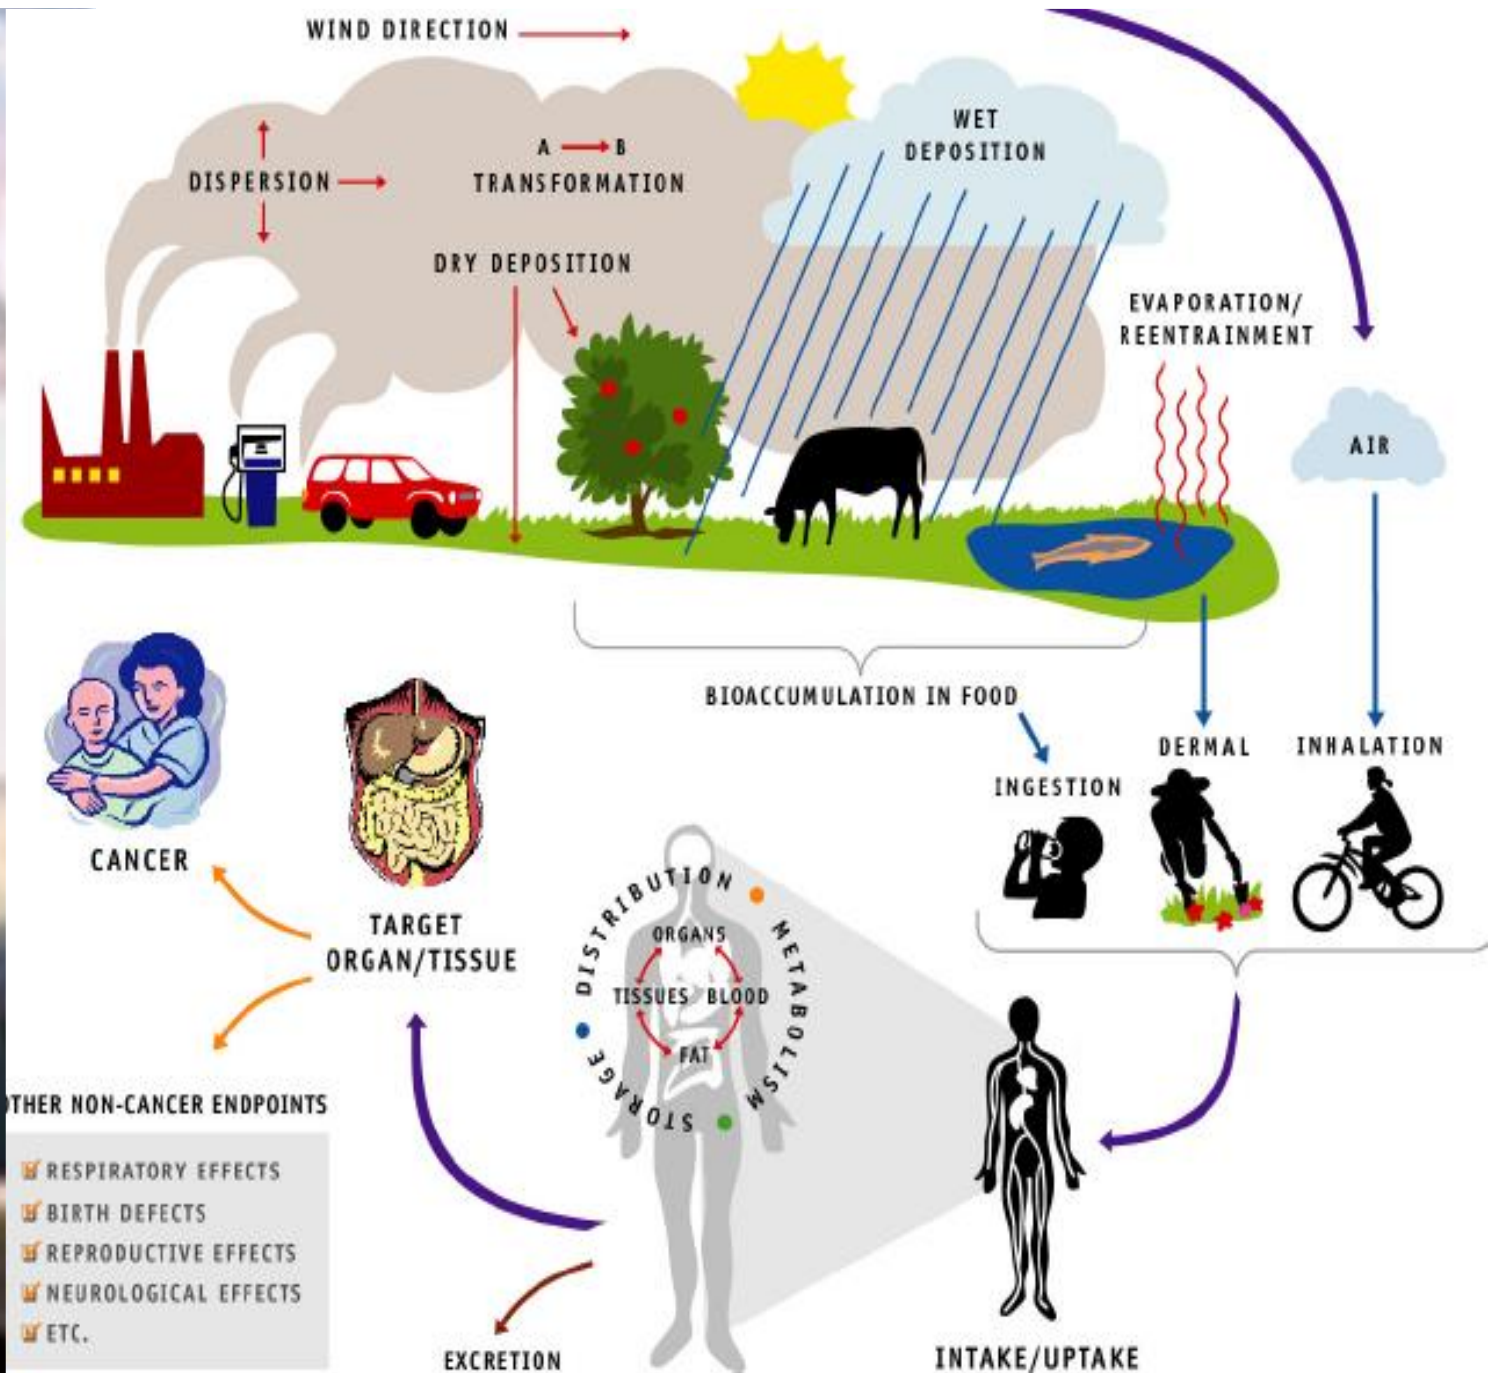 WIND DIRECTION
WET
DEPOSITION
A B
TRANSFORMATION
DISPERSION
DRY DEPOSITION
EVAPORATION/
REENTRAINMENT
AIR
BIOACCUMULATION IN FOOD
DERMAL
INHALATION
INGESTION
CANCER
TARGET
ORGAN/TISSUE
DISTRIBUTION
METABOLISM
STORAGE
ORGANS
TISSUES BLOOD
FAT
OTHER NON-CANCER ENDPOINTS
RESPIRATORY EFFECTS
BIRTH DEFECTS
REPRODUCTIVE EFFECTS
NEUROLOGICAL EFFECTS
ETC.
EXCRETION
INTAKE/UPTAKE